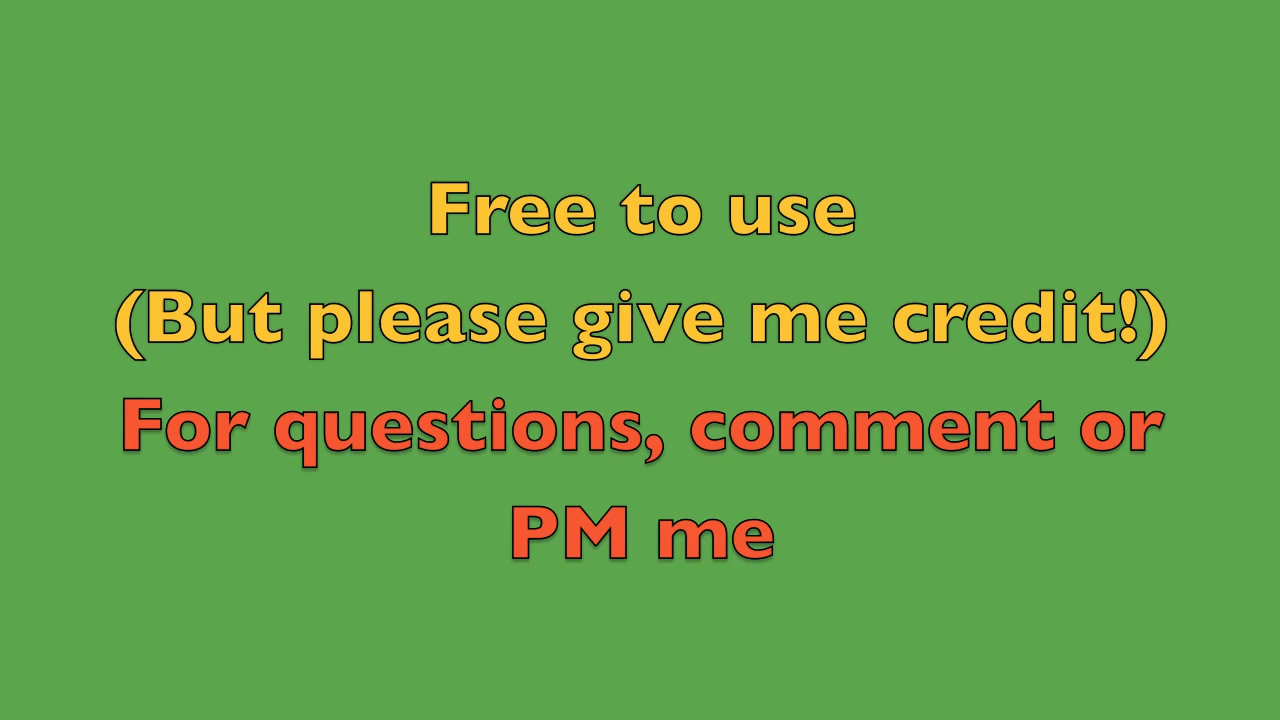 Free to use
(But please give me credit!)
For questions, comment or
PM me